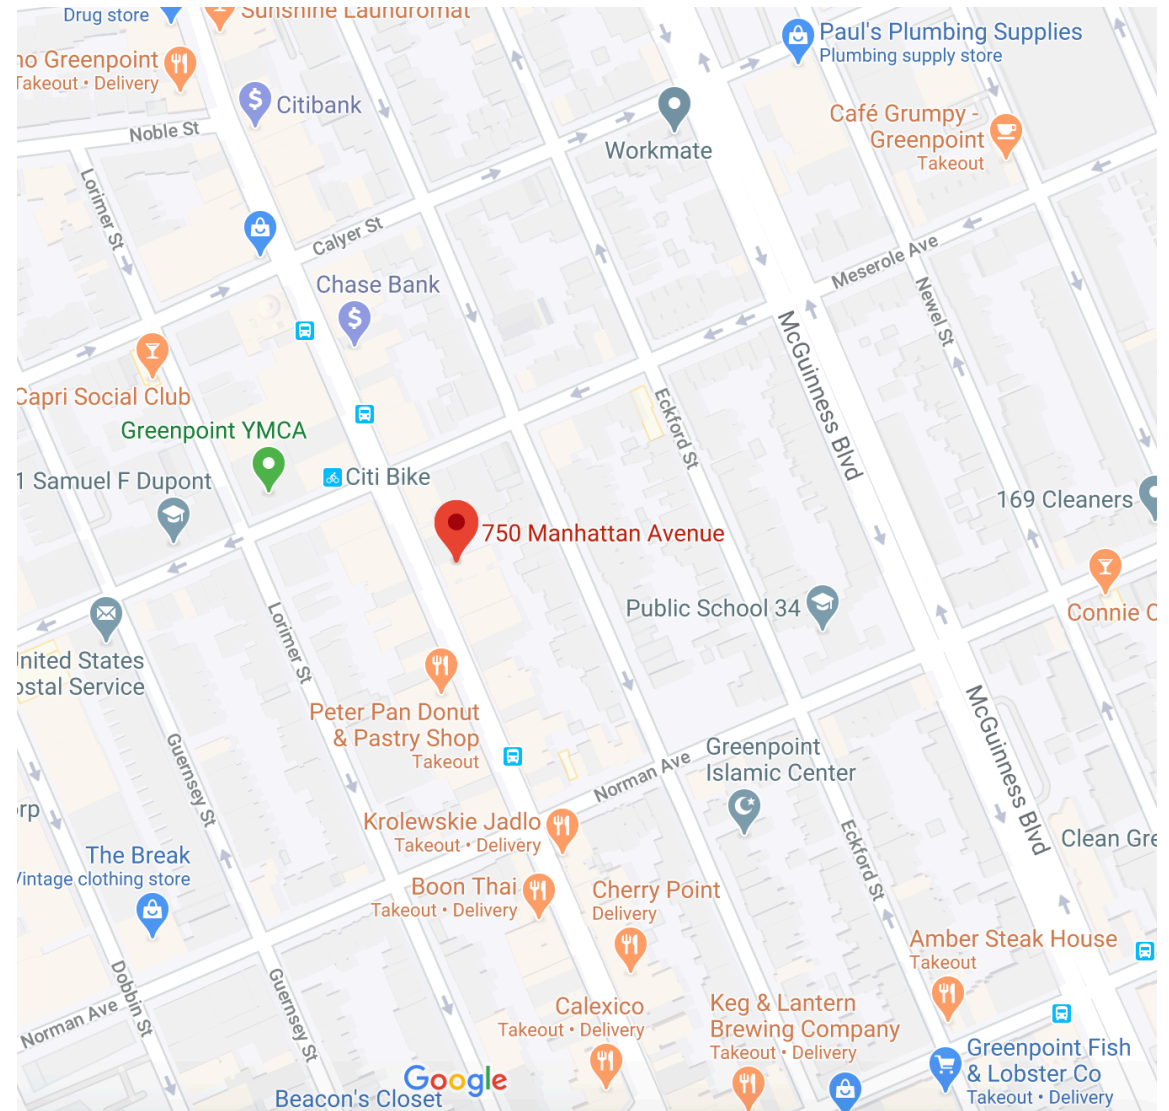 Drug store
Sunshine Laundromat
no Greenpoint
Takeout • Delivery
Citibank
Noble St
Paul's Plumbing Supplies
Plumbing supply store
Workmate
Café Grumpy -
Greenpoint
Takeout
Lorimer St
Calyer St
Meserole Ave
Chase Bank
Newel St
McGuinness Blvd
Capri Social Club
Greenpoint YMCA
Eckford St
Citi Bike
1 Samuel F Dupont
169 Cleaners
750 Manhattan Avenue
Public School 34
Connie C
Lorimer St
United States
ostal Service
Peter Pan Donut
& Pastry Shop
Takeout
Guernsey St
Norman Ave
Greenpoint
Islamic Center
McGuinness Blvd
orp
Krolewskie Jadlo
Takeout • Delivery
Eckford St
Clean Gre
The Break
Vintage clothing store
Boon Thai
Takeout • Delivery
Cherry Point
Delivery
Amber Steak House
Takeout
Dobbin St
Guernsey St
Norman Ave
Calexico
Takeout • Delivery
Keg & Lantern
Brewing Company
Takeout • Delivery
Greenpoint Fish
& Lobster Co
Takeout • Delivery
Google
Beacon's Closet